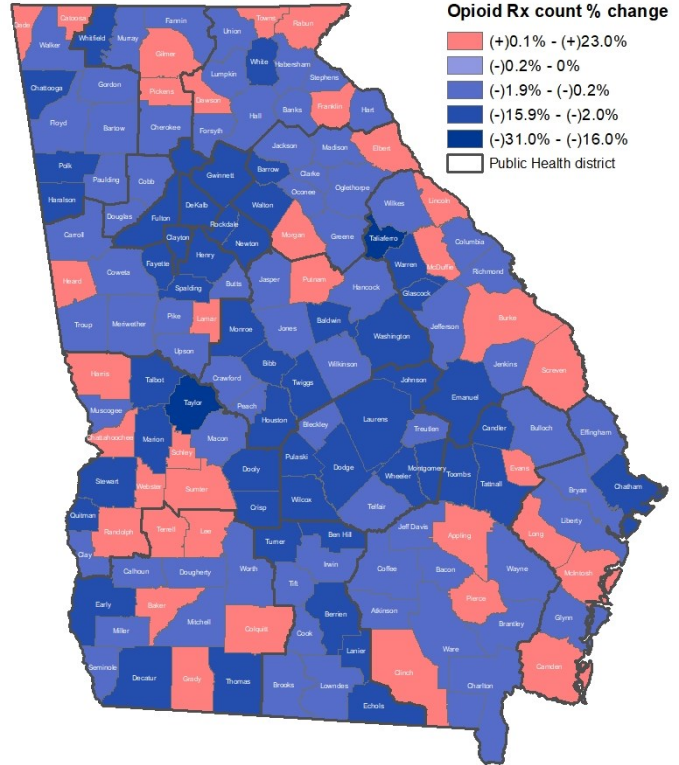 Opioid Rx count % change
(+)0.1% - (+)23.0%
(-)0.2% - 0%
(-)1.9% - (-)0.2%
(-)15.9% - (-)2.0%
(-)31.0% - (-)16.0%
Public Health district
Catoosa Fannin Towns Rabun
Walker Whitfield Murray Union
Gilmer White Habersham
Chattooga Gordon Pickens Lumpkin Stephens
Dawson Franklin Hart
Floyd Bartow Cherokee Forsyth Hall Banks
Jackson Madison Elbert
Polk Paulding Cobb Gwinnett Barrow Clarke
Haralson Oconee Oglethorpe
Douglas Fulton DeKalb Walton Wilkes Lincoln
Carroll Clayton Rockdale Morgan Greene Taliaferro Columbia
Newton
Fayette Henry Warren McDuffie Richmond
Heard Coweta Spalding Butts Jasper Putnam Hancock Glascock
Troup Meriwether Pike Lamar Monroe Jones Baldwin Washington Jefferson Burke
Upson
Harris Talbot Crawford Bibb Twiggs Wilkinson Johnson Jenkins Screven
Muscogee Taylor Peach Houston Laurens Emanuel
Chattahoochee Marion Macon Bleckley Treutlen Candler Bulloch Effingham
Schley
Stewart Webster Sumter Dooly Pulaski Dodge Wheeler Montgomery Toombs Tattnall Evans
Crisp Wilcox Telfair Bryan Chatham
Quitman Randolph Terrell Lee Jeff Davis Appling Long Liberty
Turner Ben Hill
Clay Calhoun Dougherty Worth Tift Irwin Coffee Bacon Wayne McIntosh
Early Baker Mitchell Berrien Atkinson Pierce
Miller Colquitt Cook Brantley Glynn
Seminole Decatur Grady Thomas Brooks Lowndes Lanier Clinch Ware Camden
Echols Charlton